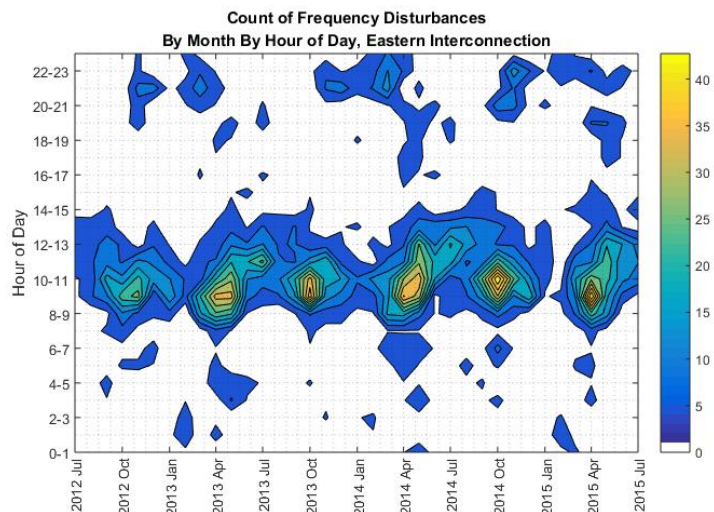 Count of Frequency Disturbances
By Month By Hour of Day, Eastern Interconnection
Hour of Day
22-23
20-21
18-19
16-17
14-15
12-13
10-11
8-9
6-7
4-5
2-3
0-1
2012 Jul
2012 Oct
2013 Jan
2013 Apr
2013 Jul
2013 Oct
2014 Jan
2014 Apr
2014 Jul
2014 Oct
2015 Jan
2015 Apr
2015 Jul
40
35
30
25
20
15
10
5
0